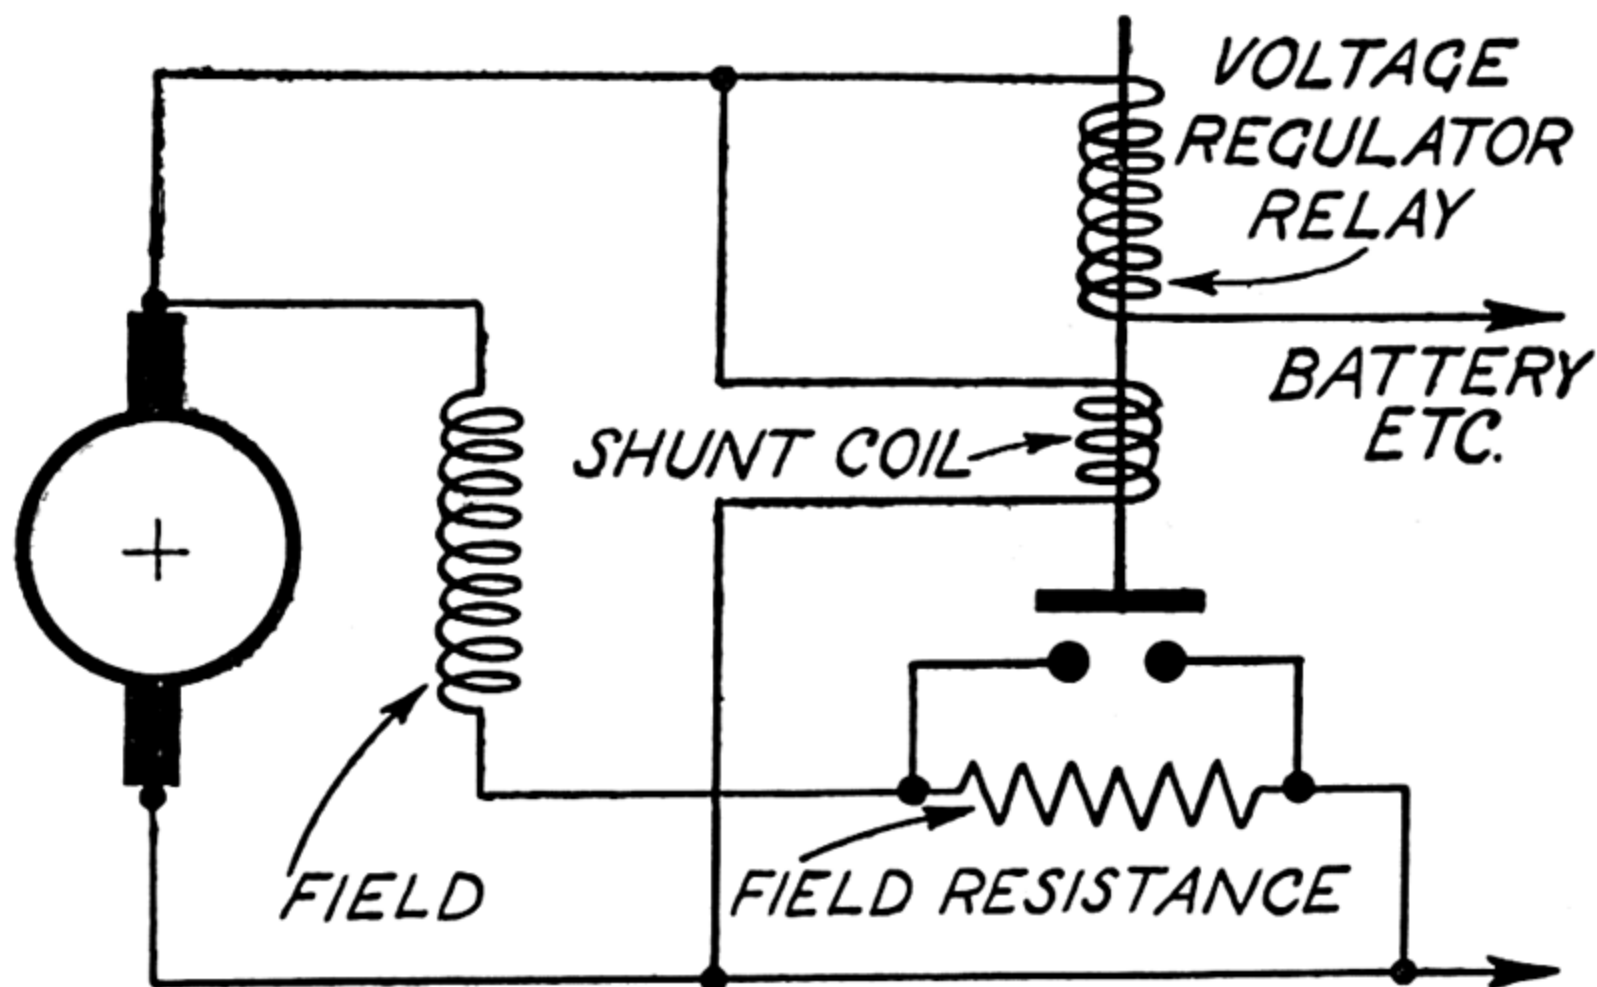 VOLTAGE
REGULATOR
RELAY
BATTERY
ETC.
SHUNT COIL
FIELD
FIELD RESISTANCE